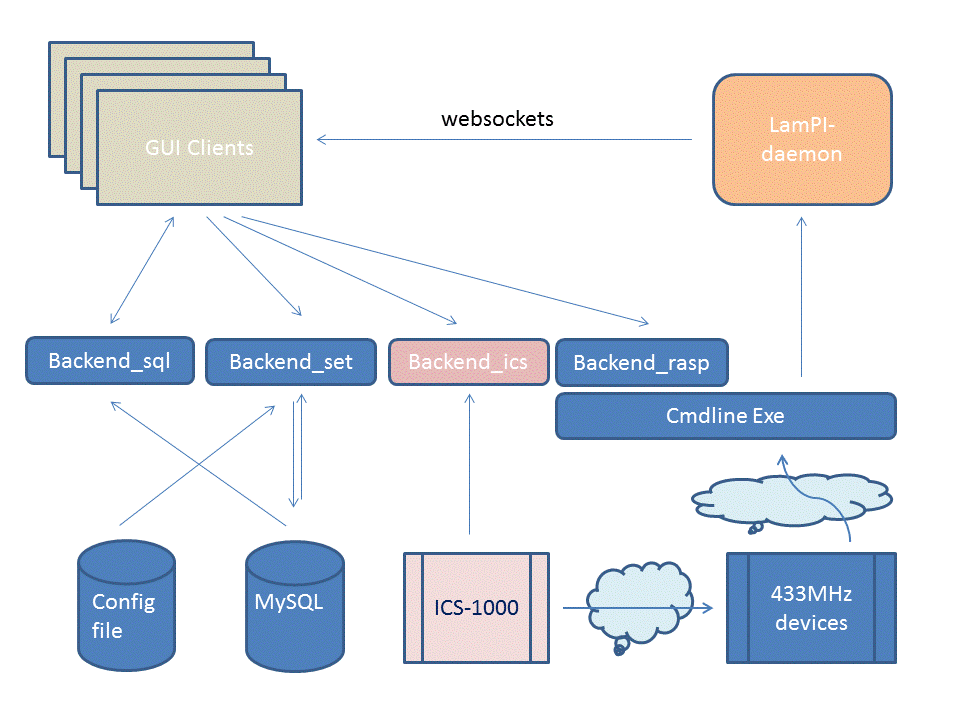 websockets
LamPI-
daemon
GUI Clients
Backend_sql
Backend_set
Backend_ics
Backend_rasp
Cmdline Exe
Config
file
MySQL
ICS-1000
433MHz
devices